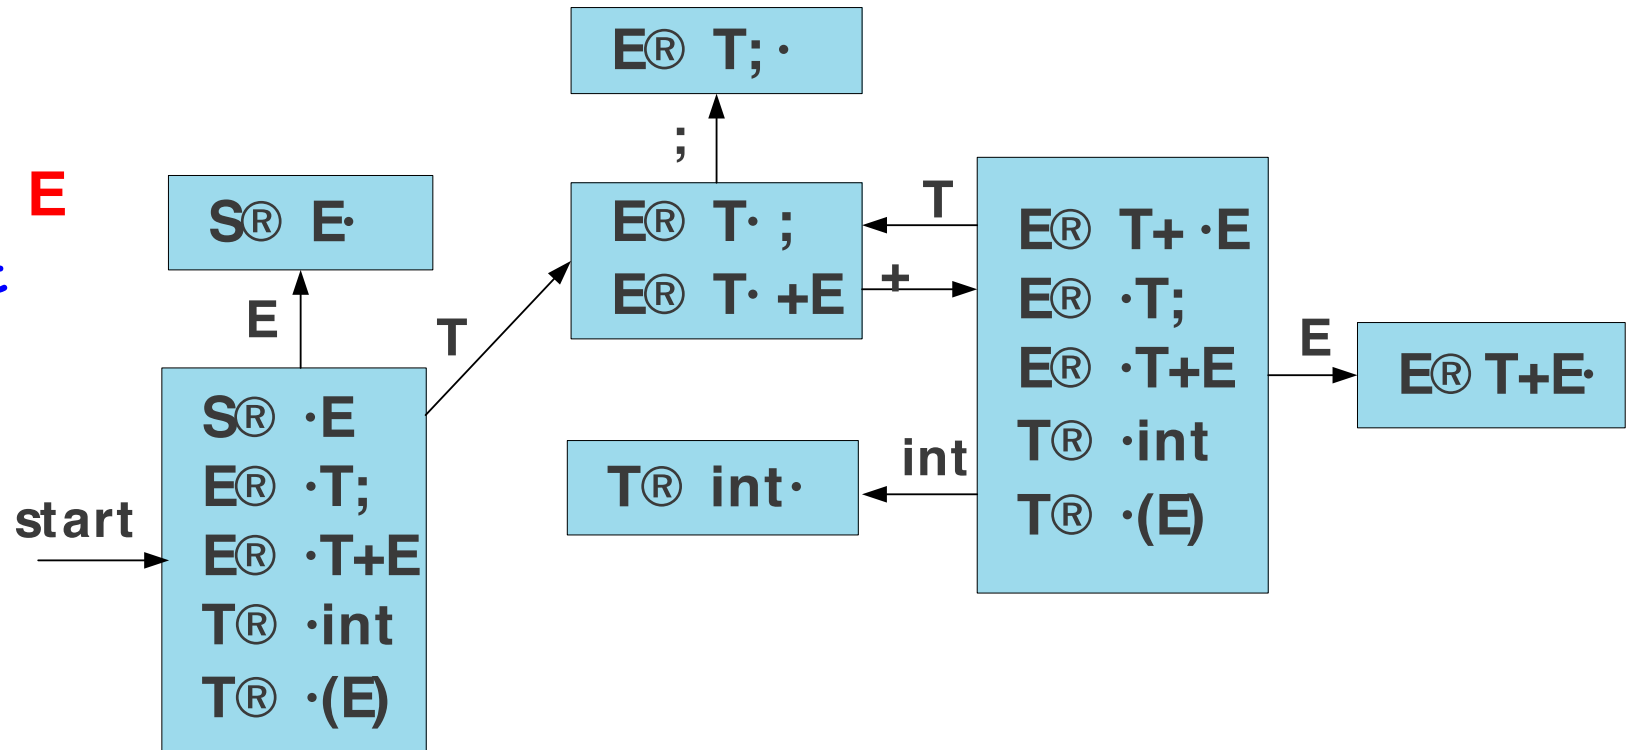 E® T; ·
;
E
S® E·
E® T· ;
E® T· +E
T
+
E® T+ ·E
E® ·T;
E® ·T+E
T® ·int
T® ·(E)
E
T
E
E® T+E·
int
T® int·
start
S® ·E
E® ·T;
E® ·T+E
T® ·int
T® ·(E)